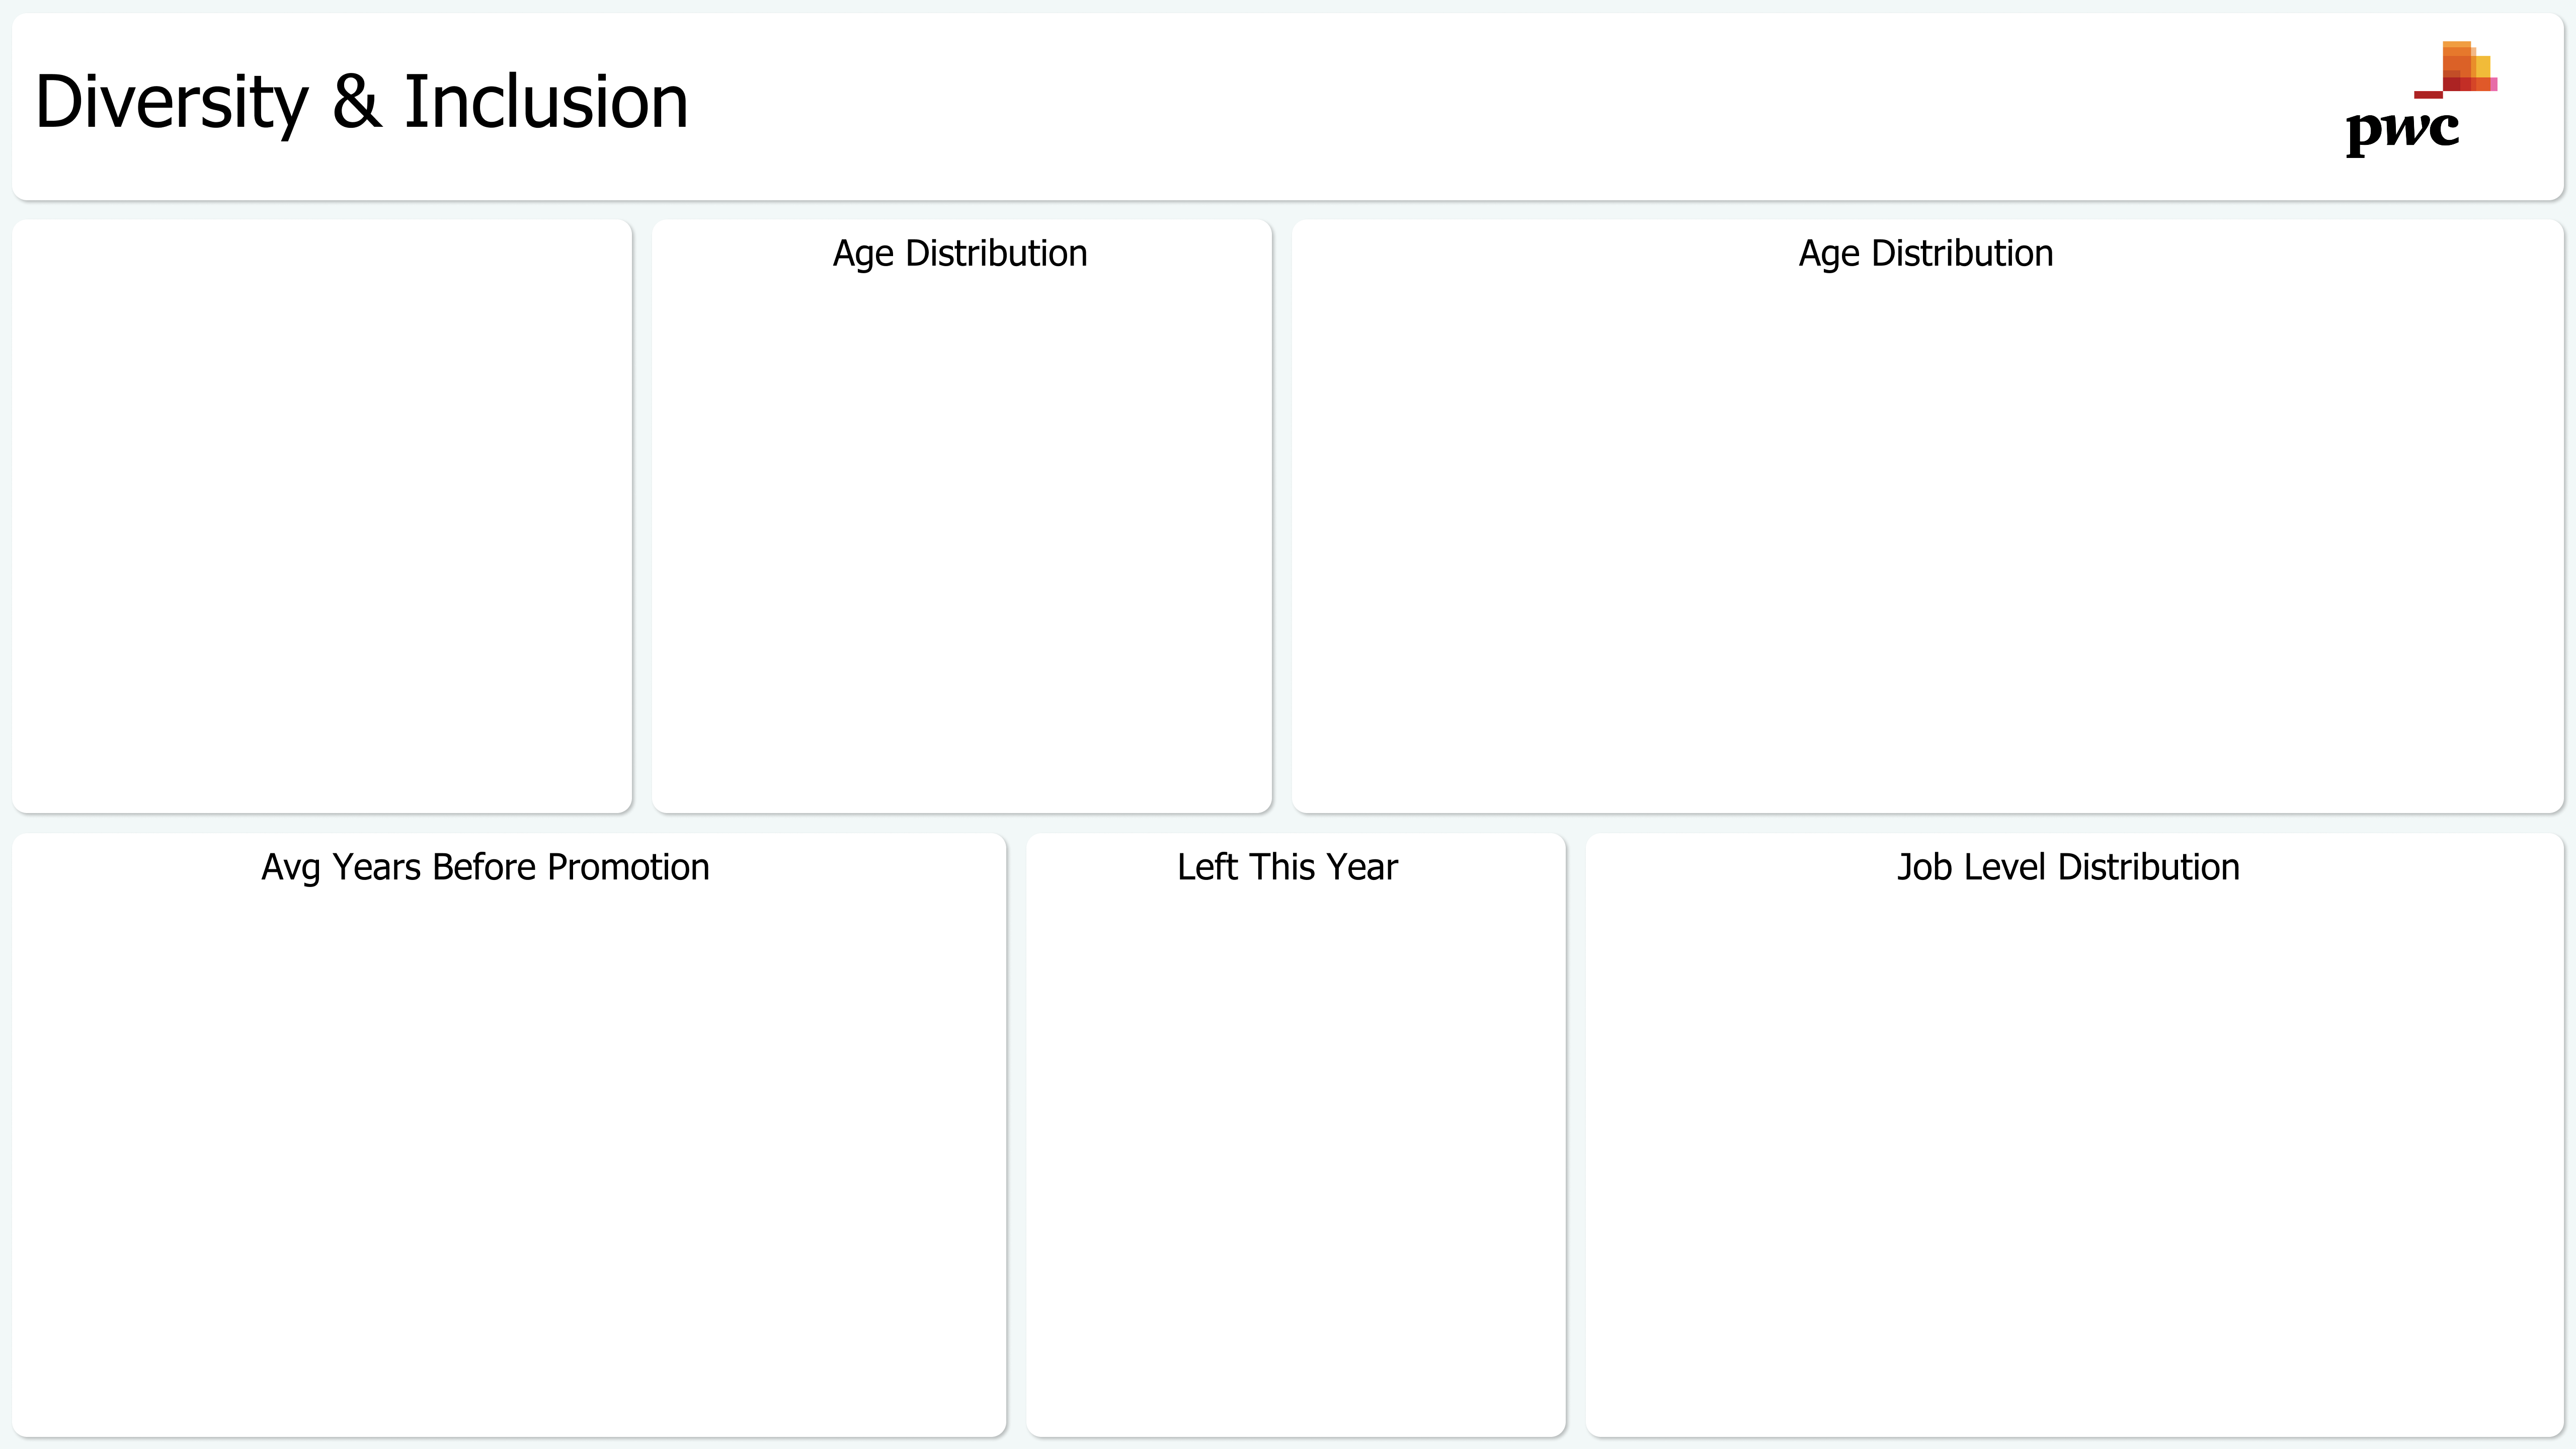 Diversity & Inclusion
pwc
Age Distribution
Age Distribution
Avg Years Before Promotion
Left This Year
Job Level Distribution